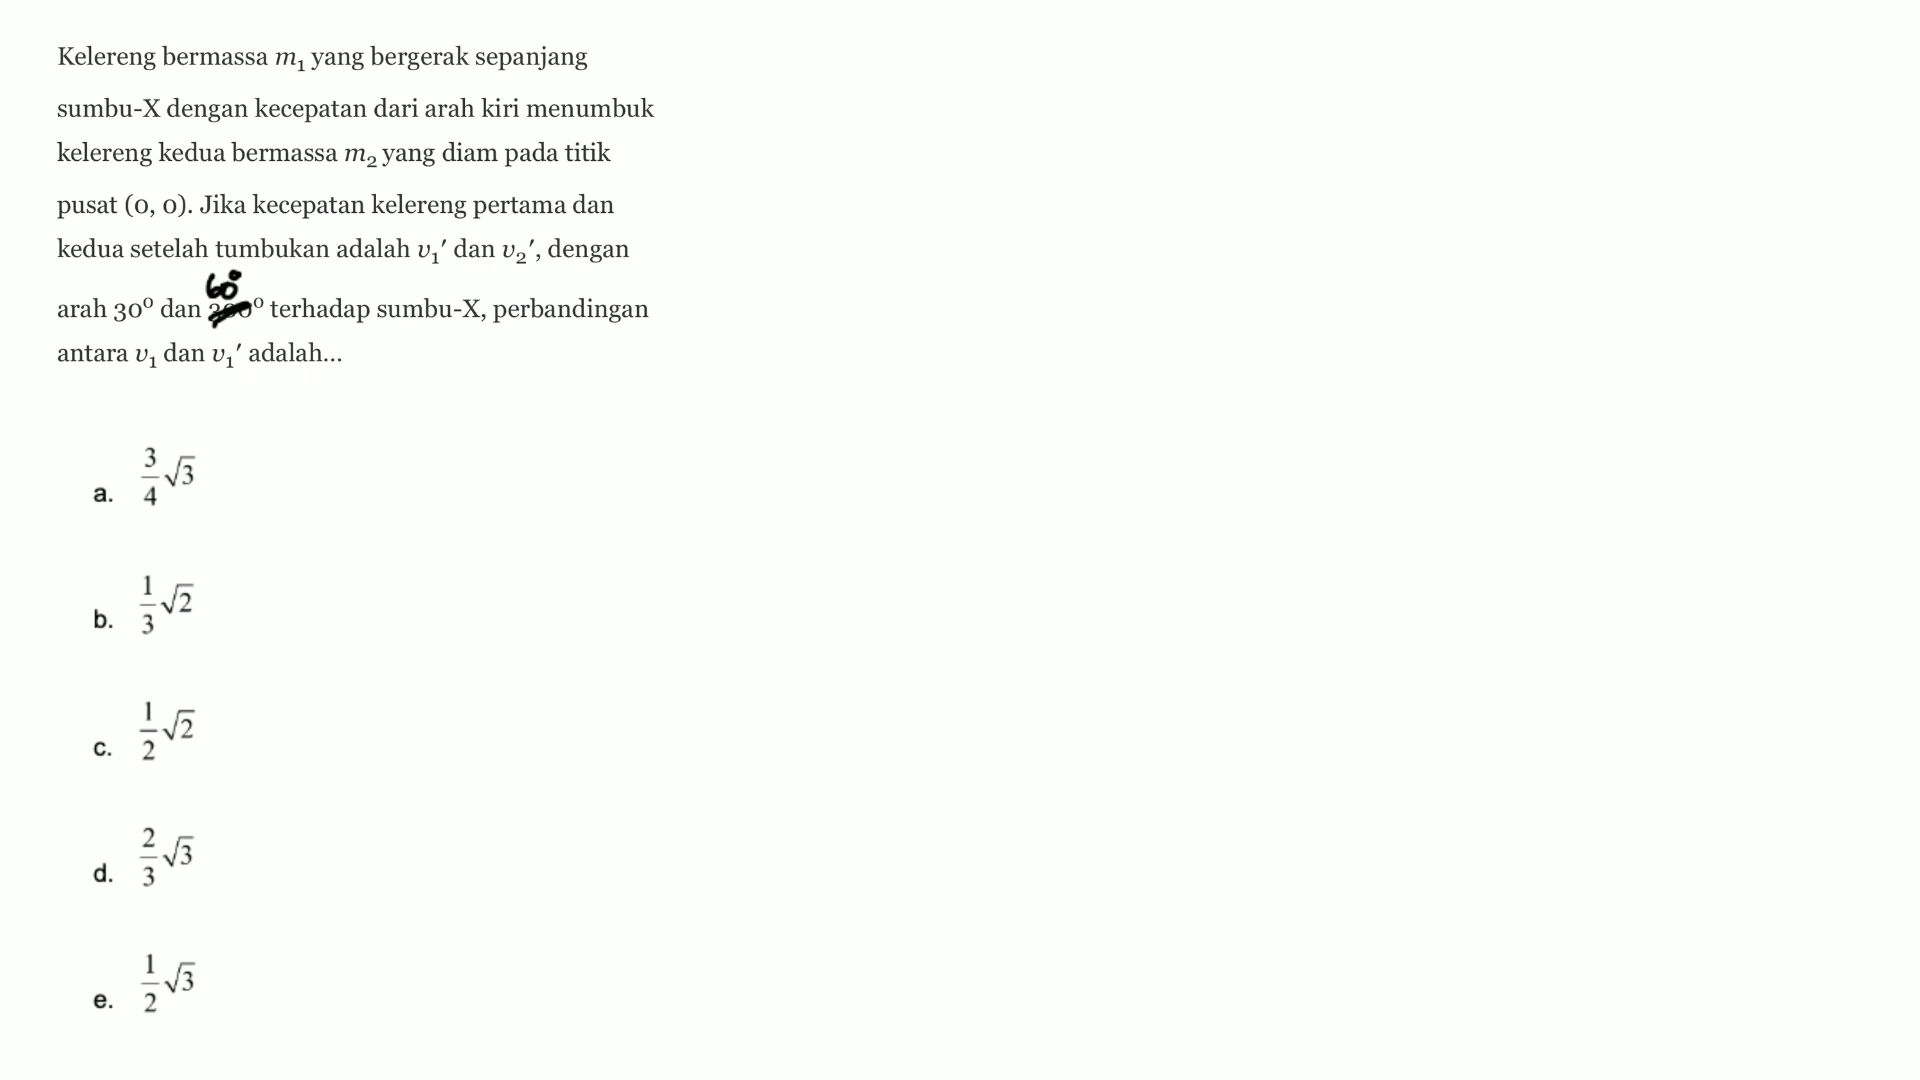 Kelereng bermassa m₁ yang bergerak sepanjang
sumbu-X dengan kecepatan dari arah kiri menumbuk
kelereng kedua bermassa m₂ yang diam pada titik
pusat (0, 0). Jika kecepatan kelereng pertama dan
kedua setelah tumbukan adalah v₁′ dan v₂′, dengan
60°
arah 30⁰ dan ⁰ terhadap sumbu-X, perbandingan
antara v₁ dan v₁′ adalah...
a. 3/4 √3
b. 1/3 √2
c. 1/2 √2
d. 2/3 √3
e. 1/2 √3